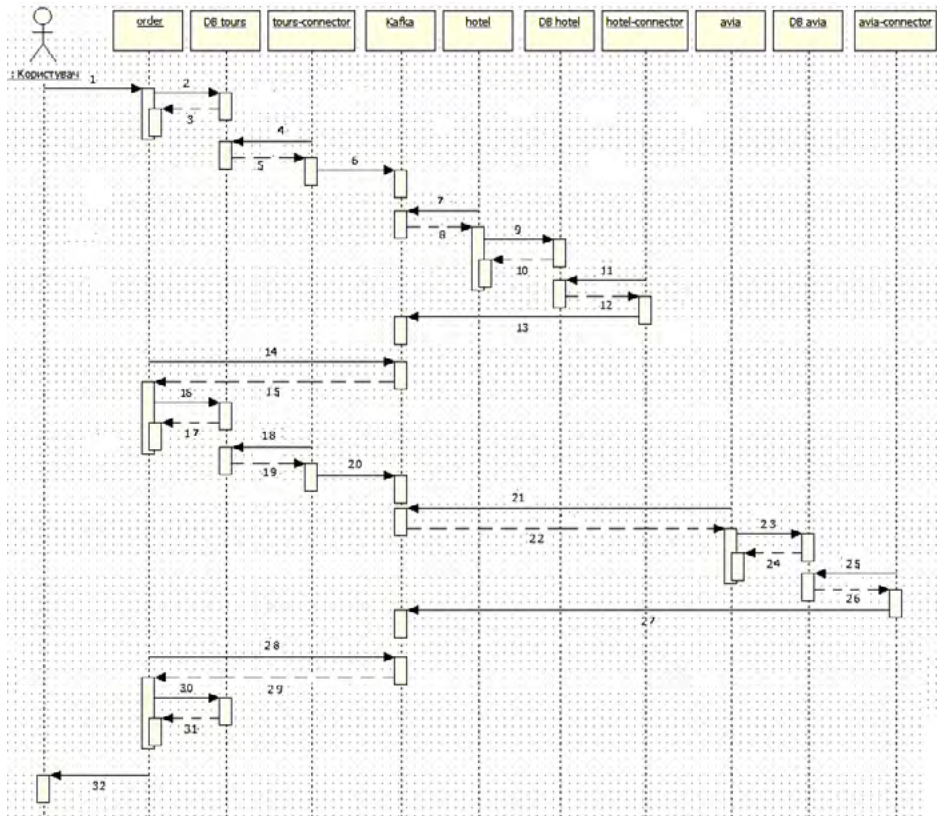 order
DB tours
tours-connector
Kafka
hotel
DB hotel
hotel-connector
avia
DB avia
avia-connector
: Користувач
1
2
3
4
5
6
7
8
9
10
11
12
13
14
15
16
17
18
19
20
21
22
23
24
25
26
27
28
29
30
31
32